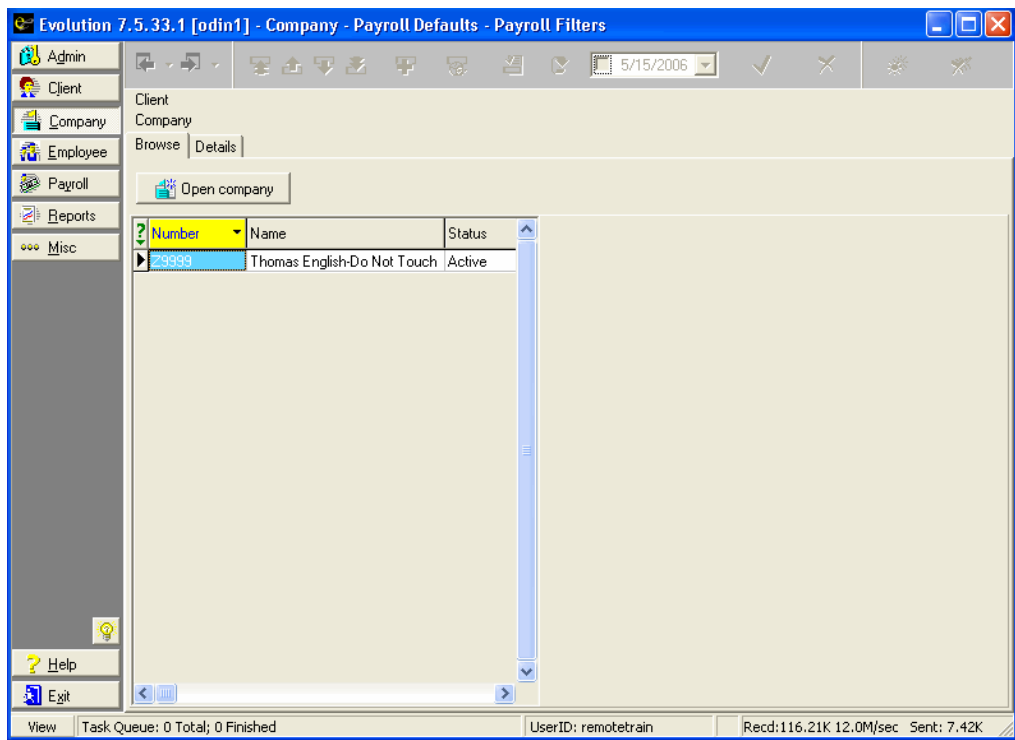 Evolution 7.5.33.1 [odin1] - Company - Payroll Defaults - Payroll Filters
Admin
Client
Company
Employee
Payroll
Reports
Misc
5/15/2006
Client
Company
Browse Details
Open company
? Number Name Status
Z9999 Thomas English-Do Not Touch Active
? Help
Exit
View Task Queue: 0 Total; 0 Finished UserID: remotetrain Recd:116.21K 12.0M/sec Sent: 7.42K